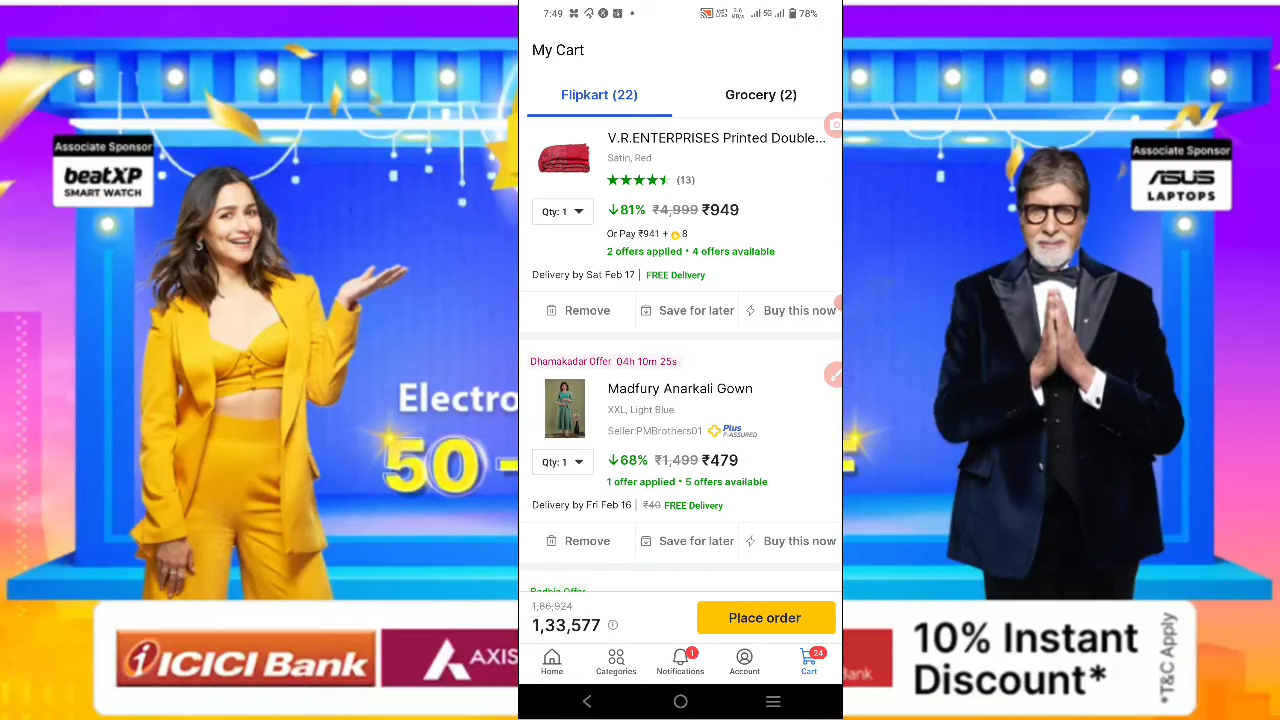 7:49
3.6 KB/s
5G
78%
My Cart
Flipkart (22)
Grocery (2)
V.R.ENTERPRISES Printed Double...
Satin, Red
(13)
Qty: 1
81% ₹4,999 ₹949
Or Pay ₹941 + 8
2 offers applied • 4 offers available
Delivery by Sat Feb 17 | FREE Delivery
Remove
Save for later
Buy this now
Dhamakadar Offer 04h 10m 25s
Madfury Anarkali Gown
XXL, Light Blue
Seller:PMBrothers01 Plus F-ASSURED
Qty: 1
68% ₹1,499 ₹479
1 offer applied • 5 offers available
Delivery by Fri Feb 16 | ₹40 FREE Delivery
Remove
Save for later
Buy this now
1,86,924
1,33,577
Place order
Home
Categories
1
Notifications
Account
24
Cart
Associate Sponsor
beatXP
SMART WATCH
Associate Sponsor
ASUS
LAPTOPS
Electro
50 -
ICICI Bank
AXIS
Bank
10% Instant
Discount*
*T&C Apply